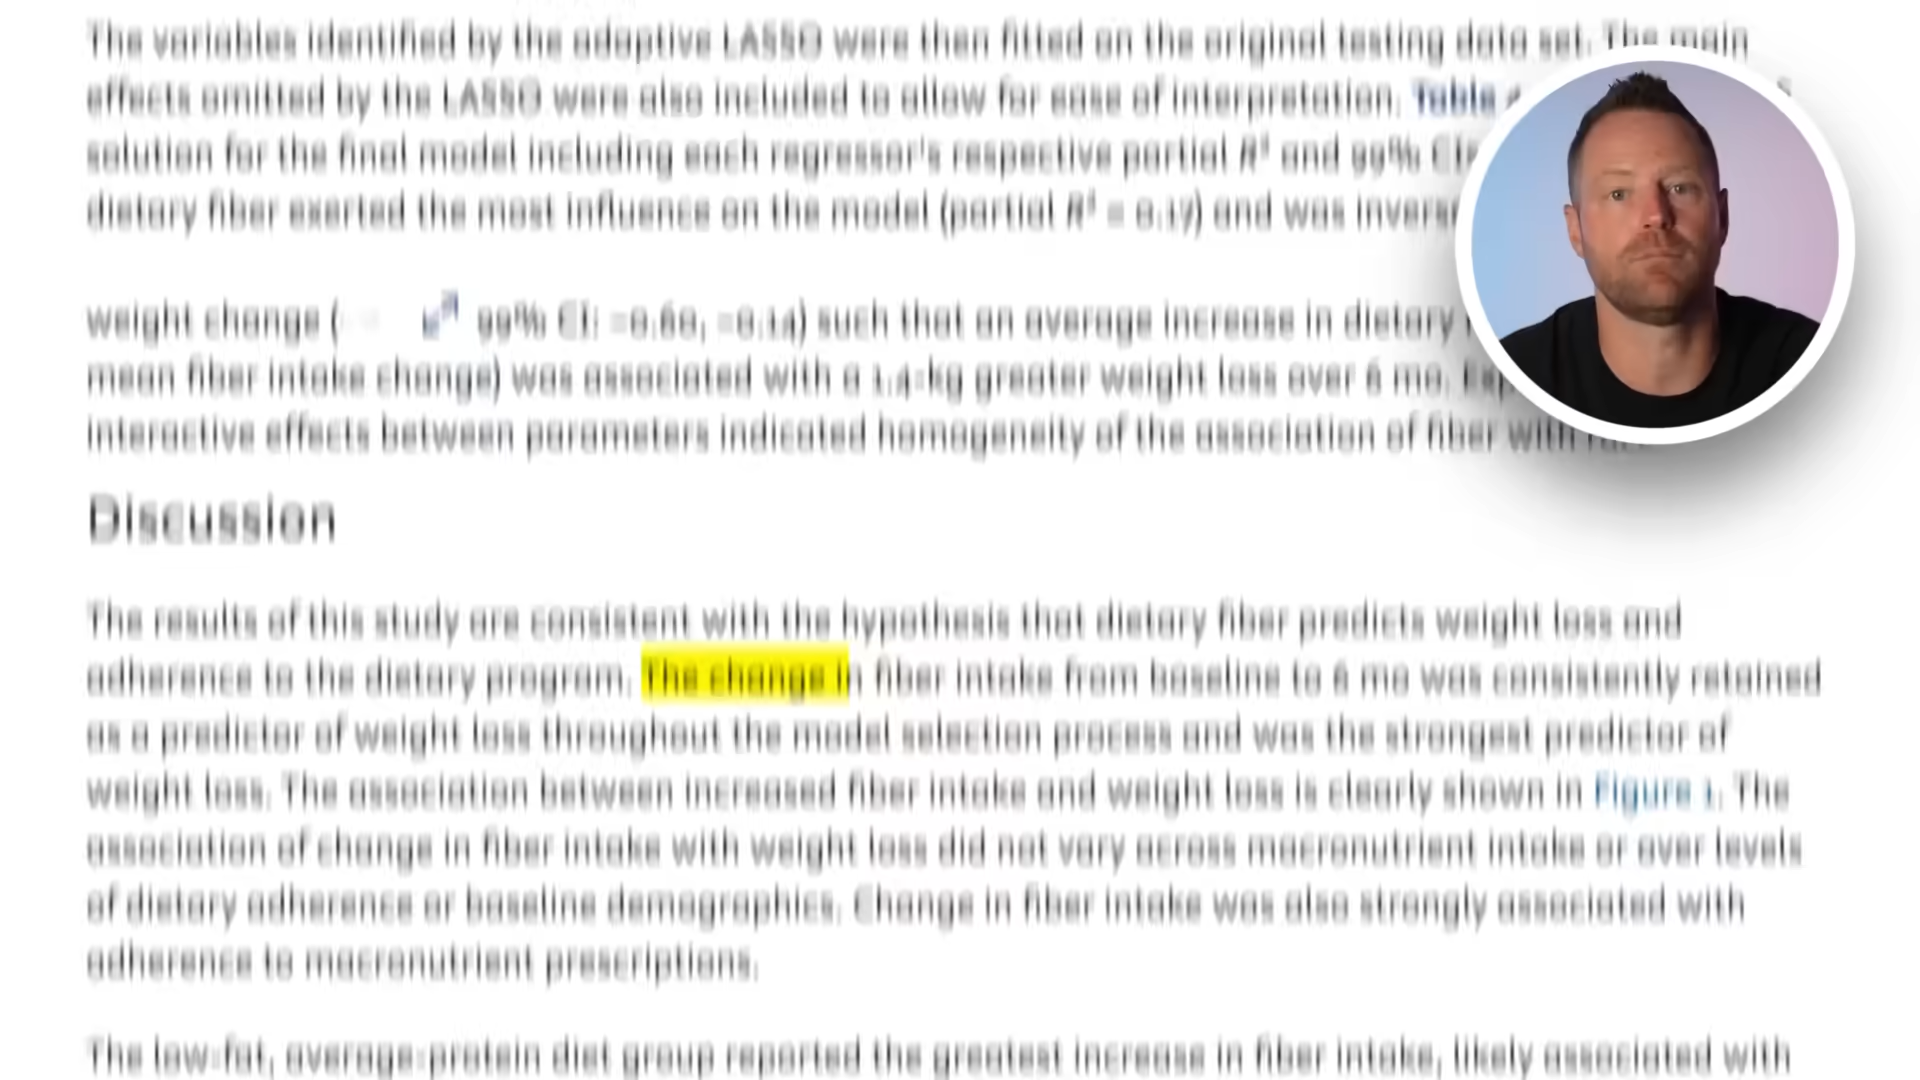 The variables identified by the adaptive LASSO were then fitted on the original testing data set. The main
effects omitted by the LASSO were also included to allow for ease of interpretation. Table
solution for the final model including each regressor's respective partial R² and 99% CIs
dietary fiber exerted the most influence on the model (partial R² = 0.17) and was inverse
weight change ( 99% CI: −0.60, −0.14) such that an average increase in dietary
mean fiber intake change) was associated with a 1.4-kg greater weight loss over 6 mo.
interactive effects between parameters indicated homogeneity of the association of fiber with
Discussion
The results of this study are consistent with the hypothesis that dietary fiber predicts weight loss and
adherence to the dietary program. The change in fiber intake from baseline to 6 mo was consistently retained
as a predictor of weight loss throughout the model selection process and was the strongest predictor of
weight loss. The association between increased fiber intake and weight loss is clearly shown in Figure 1. The
association of change in fiber intake with weight loss did not vary across macronutrient intake or over levels
of dietary adherence or baseline demographics. Change in fiber intake was also strongly associated with
adherence to macronutrient prescriptions.
The low-fat, average-protein diet group reported the greatest increase in fiber intake, likely associated with